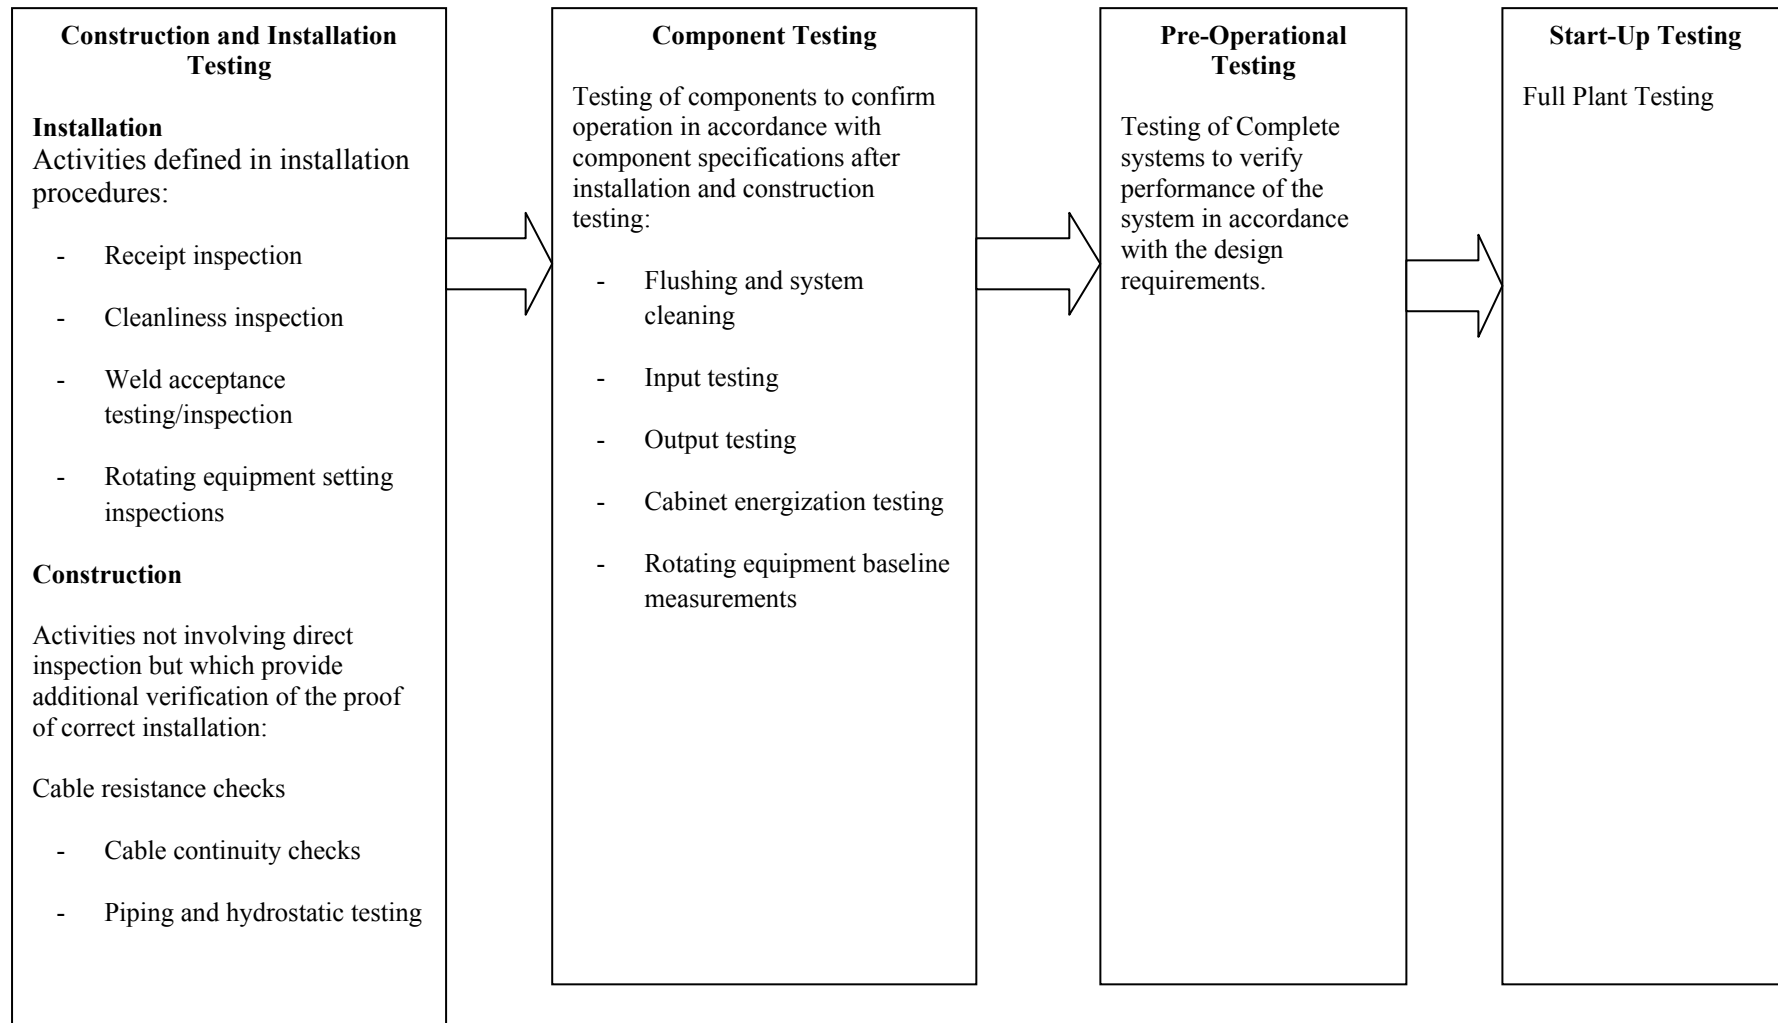 Construction and Installation
Testing
Installation
Activities defined in installation
procedures:
- Receipt inspection
- Cleanliness inspection
- Weld acceptance
testing/inspection
- Rotating equipment setting
inspections
Construction
Activities not involving direct
inspection but which provide
additional verification of the proof
of correct installation:
Cable resistance checks
- Cable continuity checks
- Piping and hydrostatic testing
Component Testing
Testing of components to confirm
operation in accordance with
component specifications after
installation and construction
testing:
- Flushing and system
cleaning
- Input testing
- Output testing
- Cabinet energization testing
- Rotating equipment baseline
measurements
Pre-Operational
Testing
Testing of Complete
systems to verify
performance of the
system in accordance
with the design
requirements.
Start-Up Testing
Full Plant Testing